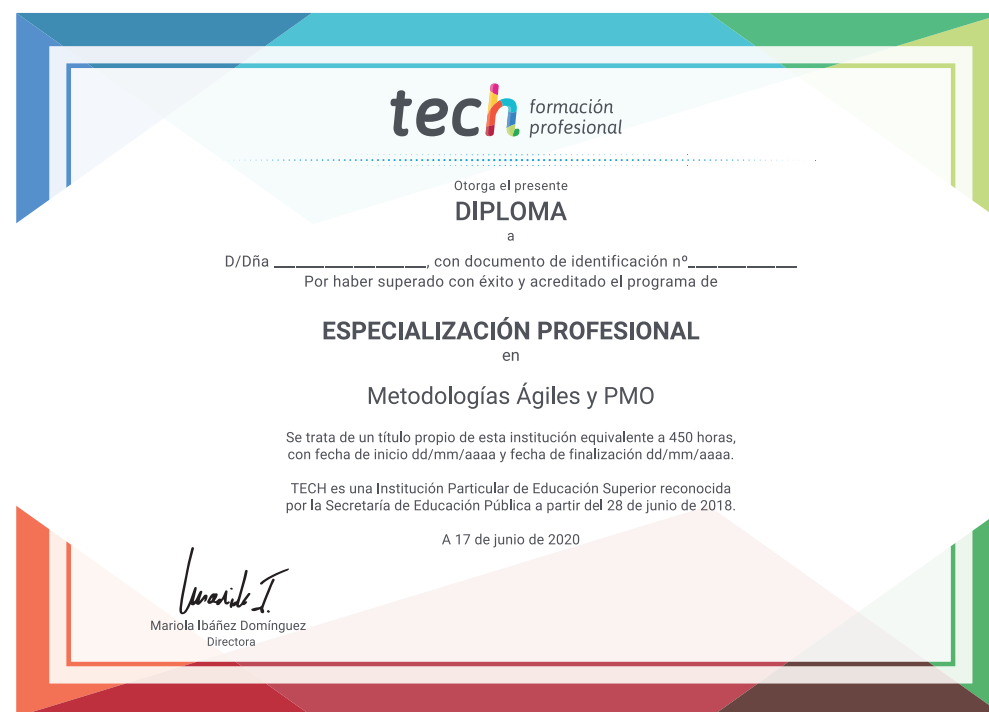 tech formación
profesional
Otorga el presente
DIPLOMA
a
D/Dña ______________, con documento de identificación nº__________
Por haber superado con éxito y acreditado el programa de
ESPECIALIZACIÓN PROFESIONAL
en
Metodologías Ágiles y PMO
Se trata de un título propio de esta institución equivalente a 450 horas,
con fecha de inicio dd/mm/aaaa y fecha de finalización dd/mm/aaaa.
TECH es una Institución Particular de Educación Superior reconocida
por la Secretaría de Educación Pública a partir del 28 de junio de 2018.
A 17 de junio de 2020
Mariola Ibáñez Domínguez
Directora